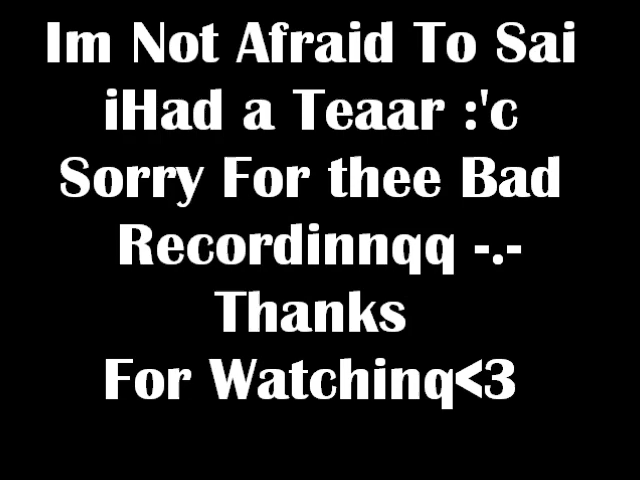 Im Not Afraid To Sai
iHad a Teaar :'c
Sorry For thee Bad
Recordinnqq -.-
Thanks
For Watchinq<3